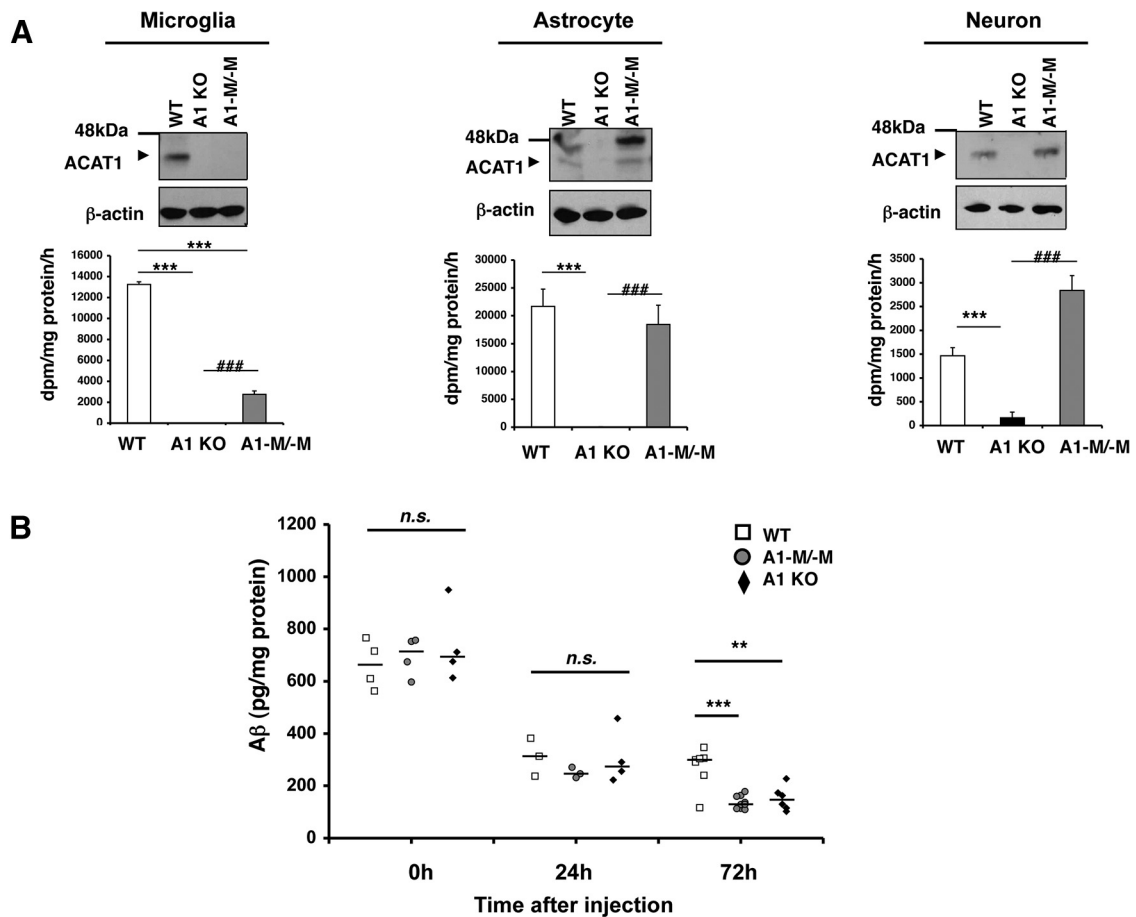 A
Microglia
WT
A1 KO
A1-M/-M
48kDa
ACAT1
β-actin
dpm/mg protein/h
16000
14000
12000
10000
8000
6000
4000
2000
0
***
***
###
WT A1 KO A1-M/-M
Astrocyte
WT
A1 KO
A1-M/-M
48kDa
ACAT1
β-actin
dpm/mg protein/h
30000
25000
20000
15000
10000
5000
0
***
###
WT A1 KO A1-M/-M
Neuron
WT
A1 KO
A1-M/-M
48kDa
ACAT1
β-actin
dpm/mg protein/h
3500
3000
2500
2000
1500
1000
500
0
###
***
WT A1 KO A1-M/-M
B
Aβ (pg/mg protein)
1200
1000
800
600
400
200
0
n.s.
n.s.
**
***
WT
A1-M/-M
A1 KO
0h 24h 72h
Time after injection